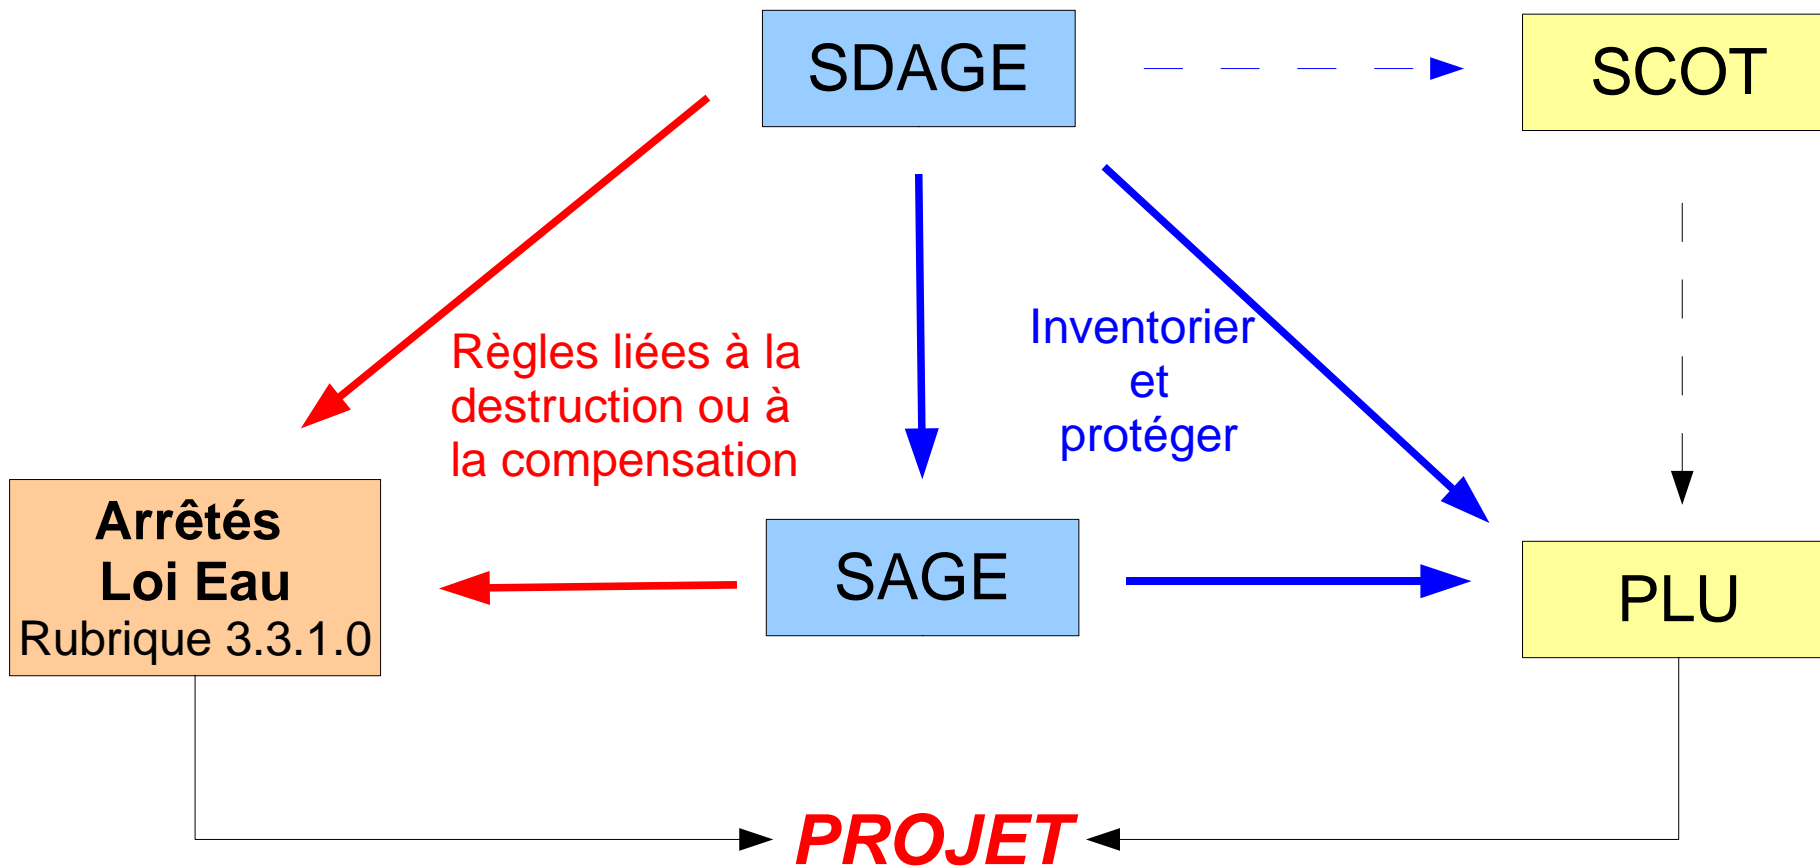 SDAGE
SCOT
Règles liées à la
destruction ou à
la compensation
Inventorier
et
protéger
Arrêtés
Loi Eau
Rubrique 3.3.1.0
SAGE
PLU
PROJET